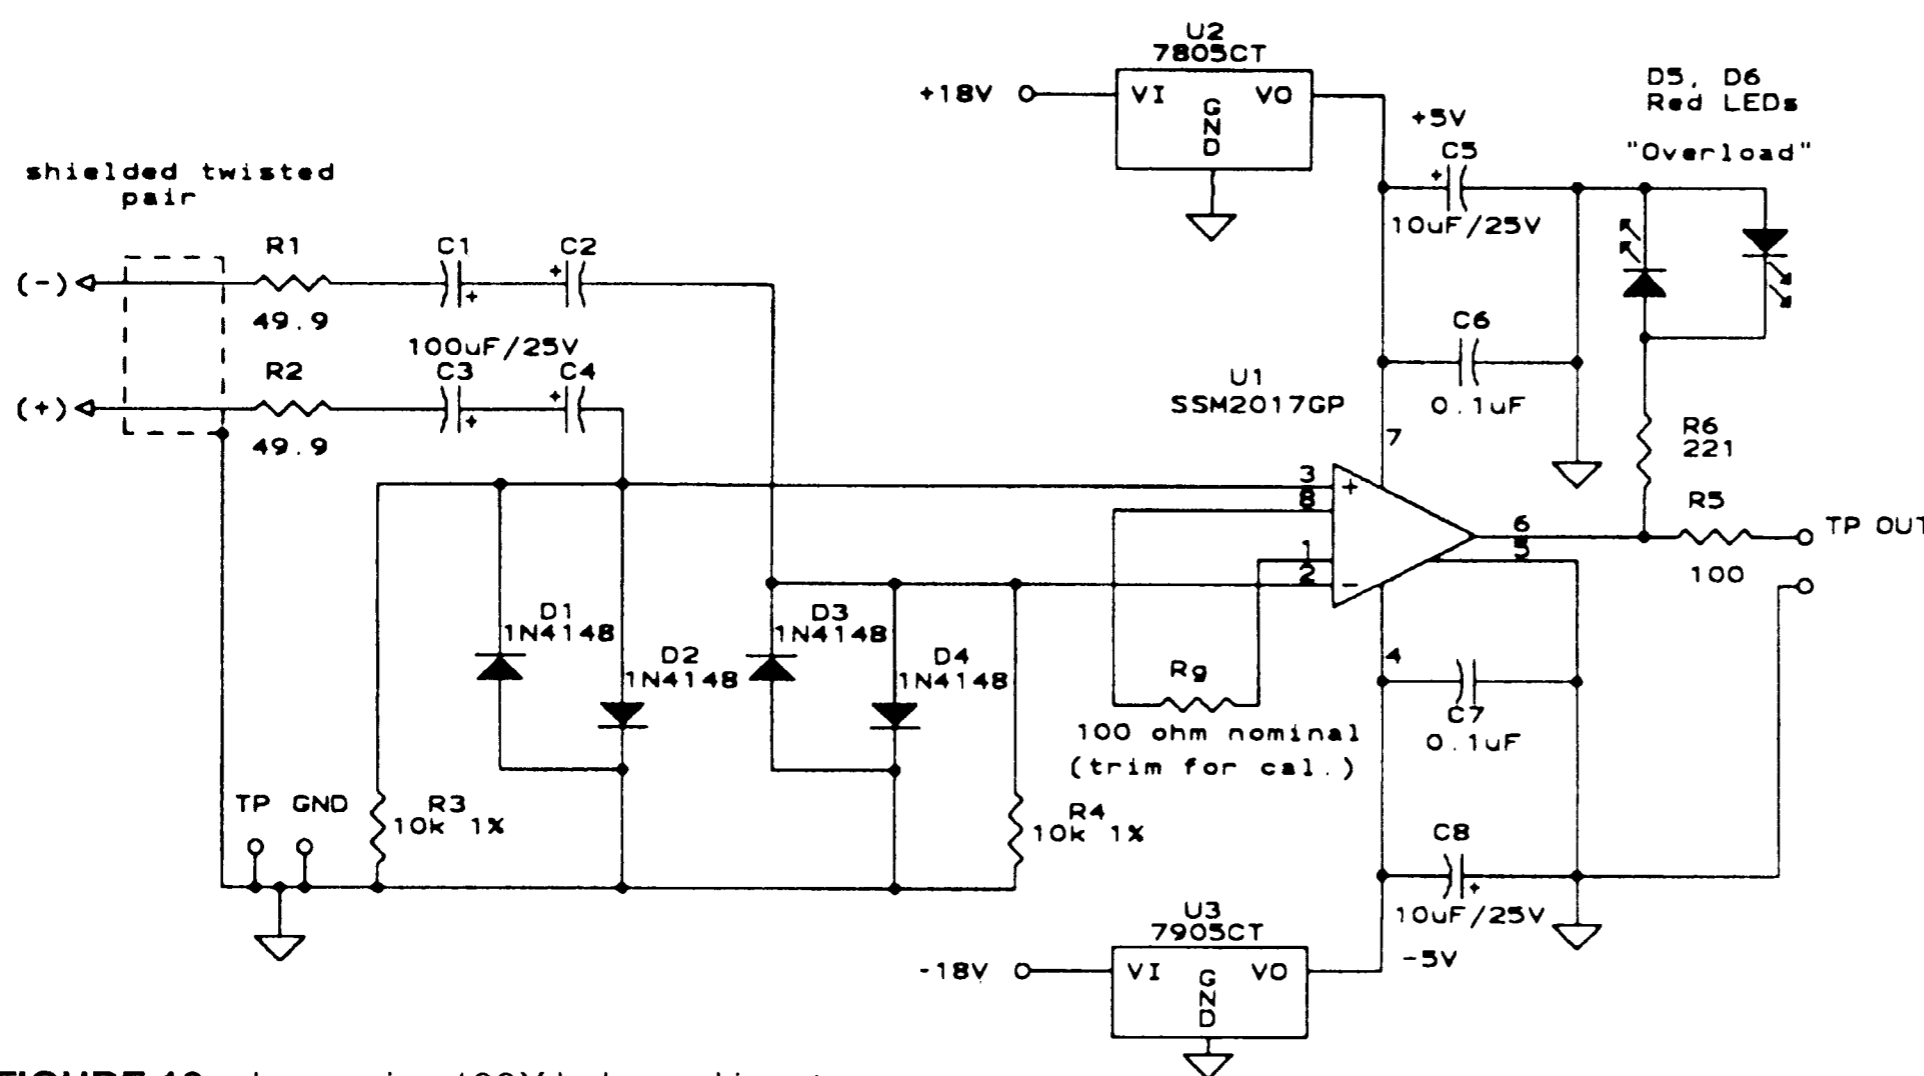 U2
7805CT
+18V
VI
VO
GND
D5, D6
Red LEDs
"Overload"
+5V
C5
+
10uF/25V
shielded twisted
pair
R1
C1
C2
+
+
(-)
49.9
100uF/25V
R2
C3
C4
+
+
(+)
49.9
C6
0.1uF
U1
SSM2017GP
7
R6
221
3
8
+
1
2
-
6
5
R5
100
TP OUT
D1
1N4148
D2
1N4148
D3
1N4148
D4
1N4148
4
Rg
100 ohm nominal
(trim for cal.)
C7
0.1uF
TP GND
R3
10k 1%
R4
10k 1%
C8
+
10uF/25V
-5V
U3
7905CT
-18V
VI
VO
GND